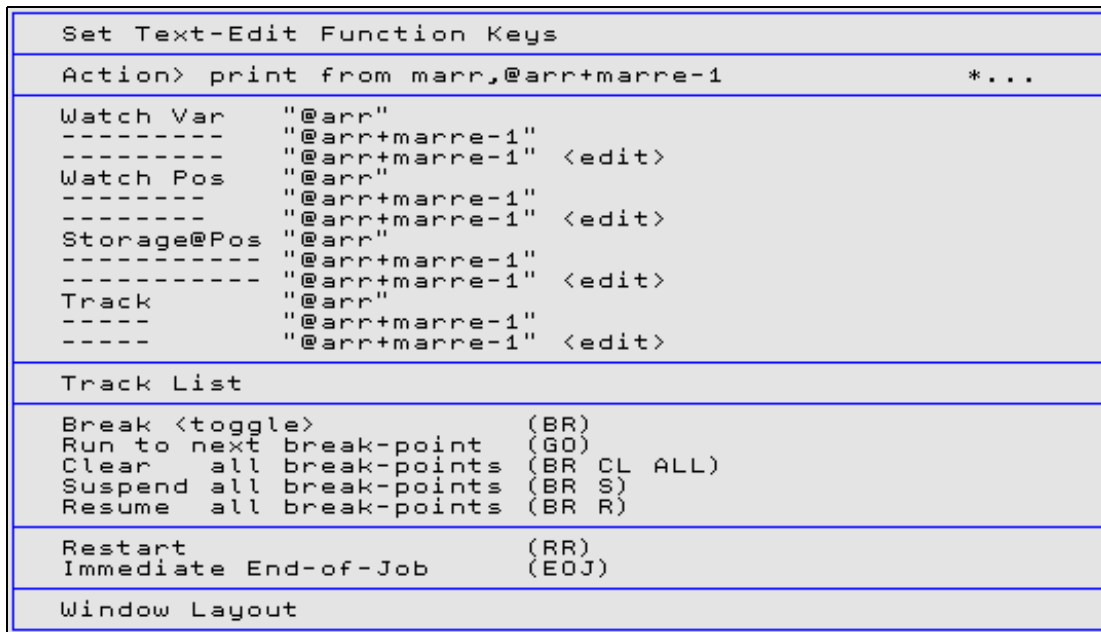 Set Text-Edit Function Keys
Action> print from marr,@arr+marre-1 *...
Watch Var "@arr"
--------- "@arr+marre-1"
--------- "@arr+marre-1" <edit>
Watch Pos "@arr"
-------- "@arr+marre-1"
-------- "@arr+marre-1" <edit>
Storage@Pos "@arr"
----------- "@arr+marre-1"
----------- "@arr+marre-1" <edit>
Track "@arr"
----- "@arr+marre-1"
----- "@arr+marre-1" <edit>
Track List
Break <toggle> (BR)
Run to next break-point (GO)
Clear all break-points (BR CL ALL)
Suspend all break-points (BR S)
Resume all break-points (BR R)
Restart (RR)
Immediate End-of-Job (EOJ)
Window Layout